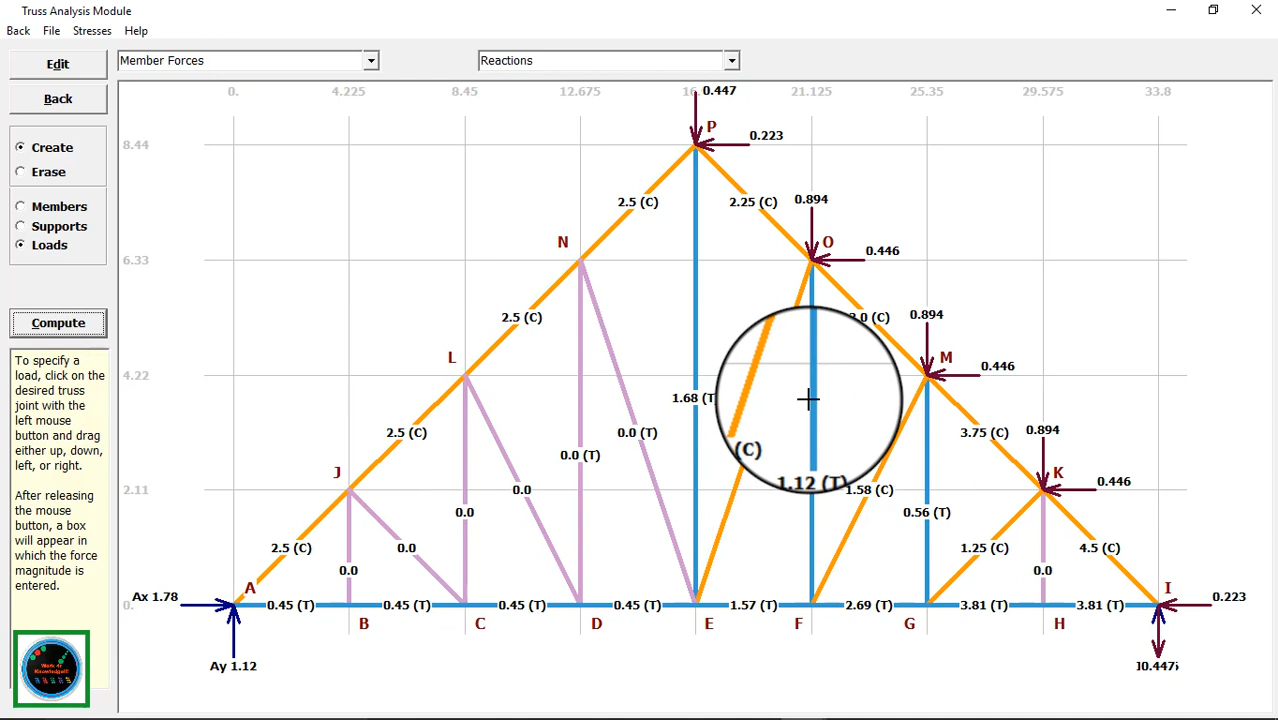 Truss Analysis Module
Back File Stresses Help
Edit
Member Forces
Reactions
Back
Create
Erase
Members
Supports
Loads
Compute
To specify a
load, click on the
desired truss
joint with the
left mouse
button and drag
either up, down,
left, or right.
After releasing
the mouse
button, a box
will appear in
which the force
magnitude is
entered.
0. 4.225 8.45 12.675 16 0.447 21.125 25.35 29.575 33.8
8.44
P
0.223
2.5 (C)
2.25 (C)
0.894
N
O
0.446
6.33
2.5 (C)
3.0 (C)
0.894
L
M
0.446
4.22
1.68 (T
2.5 (C)
0.0 (T)
3.75 (C)
0.894
(C)
0.0 (T)
J
K
0.446
2.11
0.0
1.12 (T)
1.58 (C)
0.0
0.56 (T)
2.5 (C)
0.0
1.25 (C)
4.5 (C)
0.0
0.0
A
I
Ax 1.78
0.223
0.
0.45 (T) 0.45 (T) 0.45 (T) 0.45 (T) 1.57 (T) 2.69 (T) 3.81 (T) 3.81 (T)
B C D E F G H
Ay 1.12
0.447